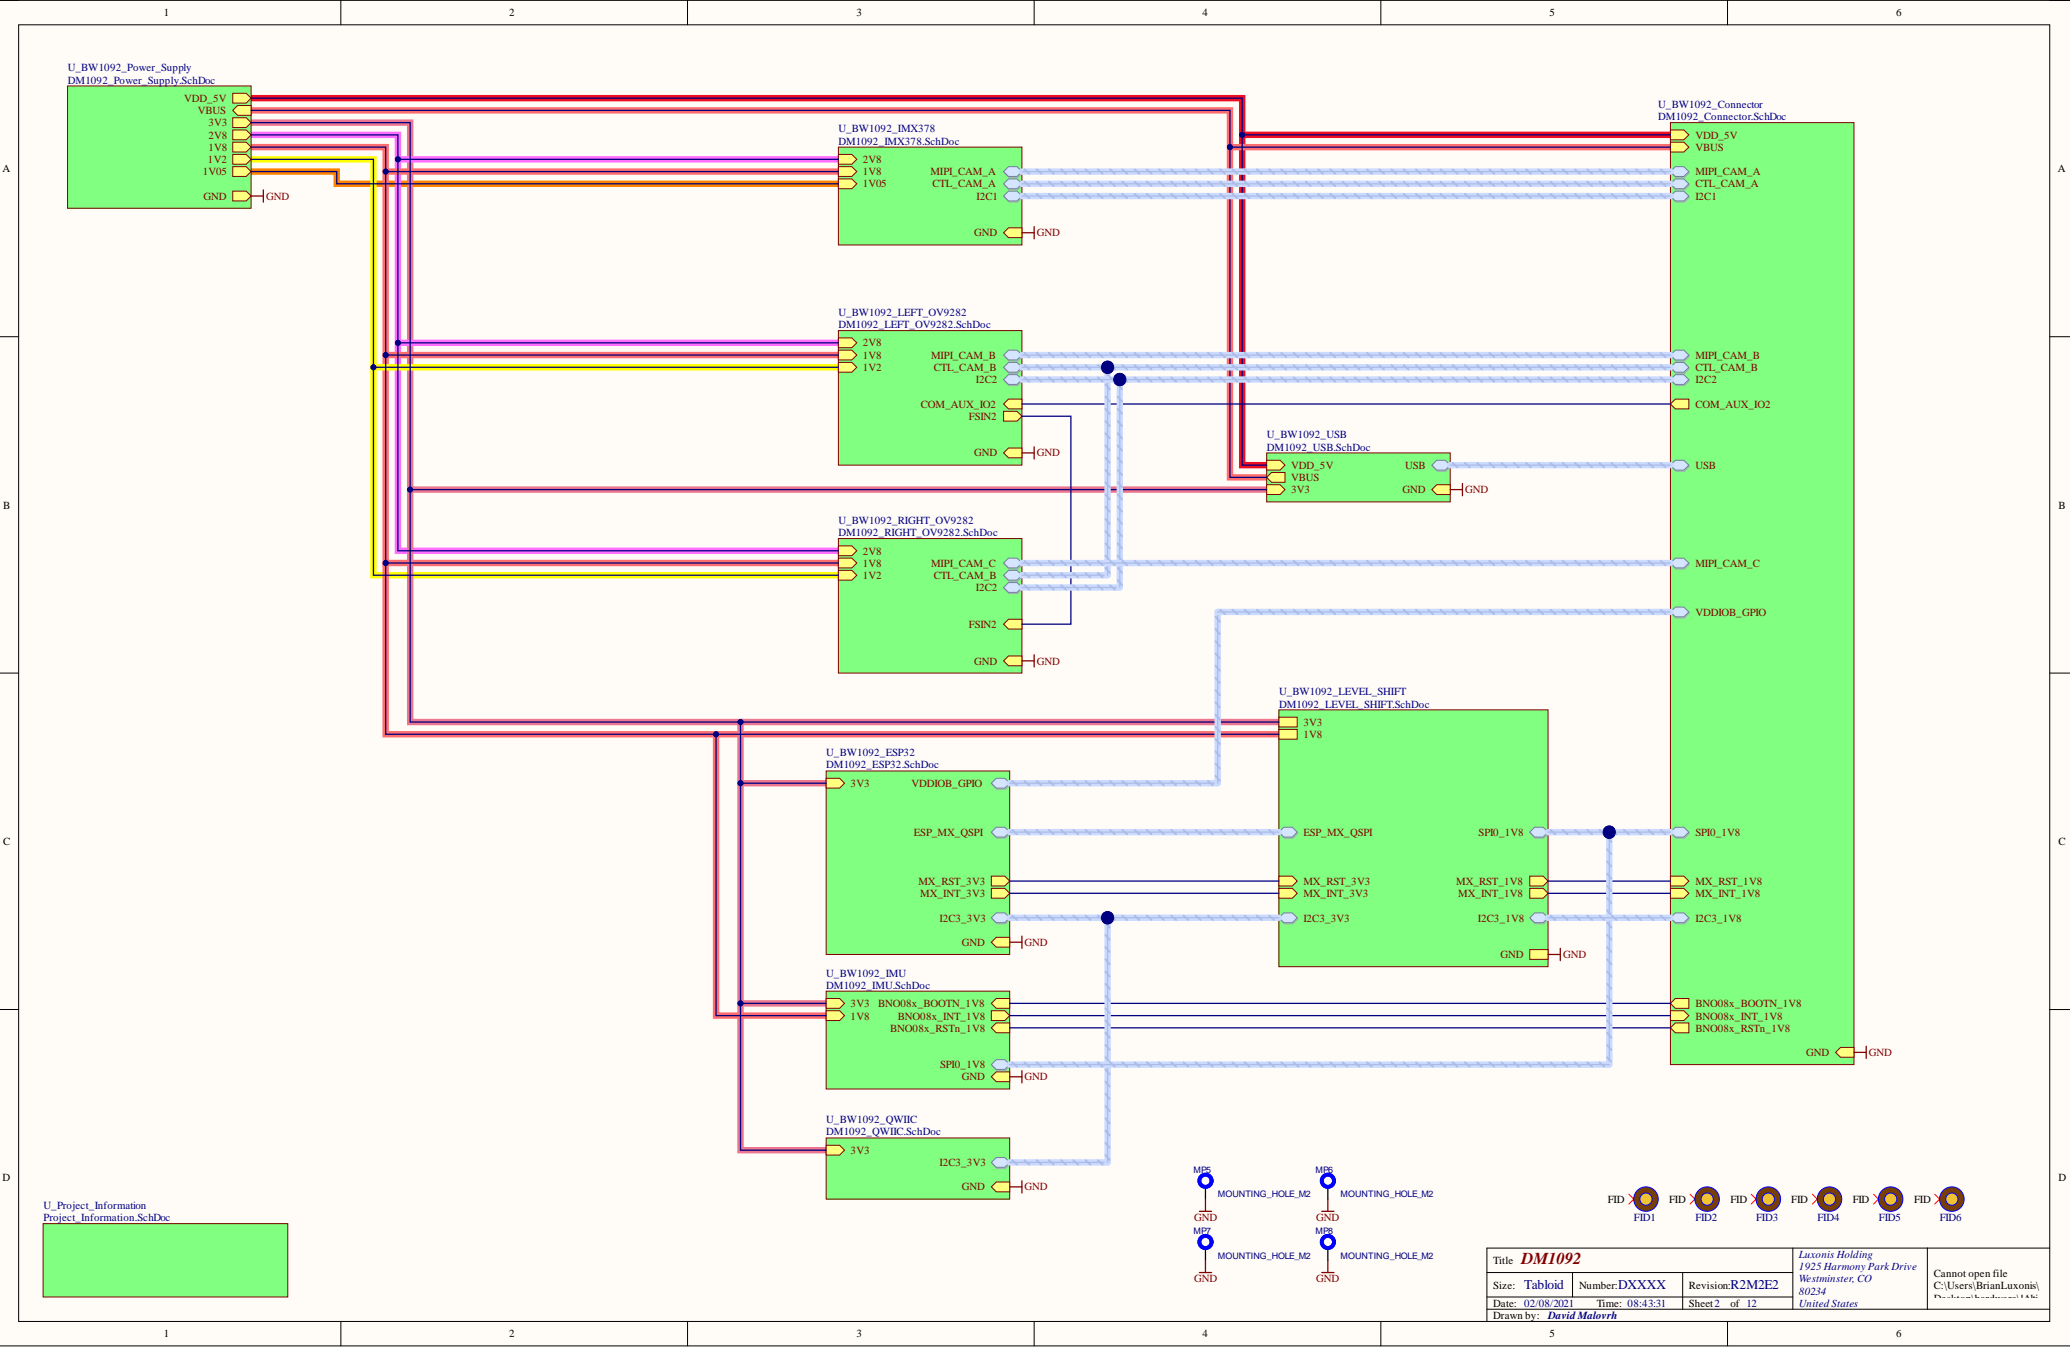 1 2 3 4 5 6
A
B
C
D
A
B
C
D
U_BW1092_Power_Supply
DM1092_Power_Supply.SchDoc
VDD_5V
VBUS
3V3
2V8
1V8
1V2
1V05
GND GND
U_BW1092_IMX378
DM1092_IMX378.SchDoc
2V8
1V8 MIPI_CAM_A
1V05 CTL_CAM_A
I2C1
GND GND
U_BW1092_LEFT_OV9282
DM1092_LEFT_OV9282.SchDoc
2V8
1V8 MIPI_CAM_B
1V2 CTL_CAM_B
I2C2
COM_AUX_IO2
FSIN2
GND GND
U_BW1092_RIGHT_OV9282
DM1092_RIGHT_OV9282.SchDoc
2V8
1V8 MIPI_CAM_C
1V2 CTL_CAM_B
I2C2
FSIN2
GND GND
U_BW1092_USB
DM1092_USB.SchDoc
VDD_5V USB
VBUS
3V3 GND GND
U_BW1092_Connector
DM1092_Connector.SchDoc
VDD_5V
VBUS
MIPI_CAM_A
CTL_CAM_A
I2C1
MIPI_CAM_B
CTL_CAM_B
I2C2
COM_AUX_IO2
USB
MIPI_CAM_C
VDDIOB_GPIO
SPI0_1V8
MX_RST_1V8
MX_INT_1V8
I2C3_1V8
BNO08x_BOOTN_1V8
BNO08x_INT_1V8
BNO08x_RSTn_1V8
GND GND
U_BW1092_LEVEL_SHIFT
DM1092_LEVEL_SHIFT.SchDoc
3V3
1V8
ESP_MX_QSPI SPI0_1V8
MX_RST_3V3 MX_RST_1V8
MX_INT_3V3 MX_INT_1V8
I2C3_3V3 I2C3_1V8
GND GND
U_BW1092_ESP32
DM1092_ESP32.SchDoc
3V3 VDDIOB_GPIO
ESP_MX_QSPI
MX_RST_3V3
MX_INT_3V3
I2C3_3V3
GND GND
U_BW1092_IMU
DM1092_IMU.SchDoc
3V3 BNO08x_BOOTN_1V8
1V8 BNO08x_INT_1V8
BNO08x_RSTn_1V8
SPI0_1V8
GND GND
U_BW1092_QWIIC
DM1092_QWIIC.SchDoc
3V3
I2C3_3V3
GND GND
U_Project_Information
Project_Information.SchDoc
MP5 MP6
MOUNTING_HOLE_M2 MOUNTING_HOLE_M2
GND GND
MP7 MP8
MOUNTING_HOLE_M2 MOUNTING_HOLE_M2
GND GND
FID FID FID FID FID FID
FID1 FID2 FID3 FID4 FID5 FID6
Title DM1092
Size: Tabloid Number:DXXXX Revision:R2M2E2
Date: 02/08/2021 Time: 08:43:31 Sheet 2 of 12
Drawn by: David Malovrh
Luxonis Holding
1925 Harmony Park Drive
Westminster, CO
80234
United States
Cannot open file
C:\Users\BrianLuxonis\
1 2 3 4 5 6